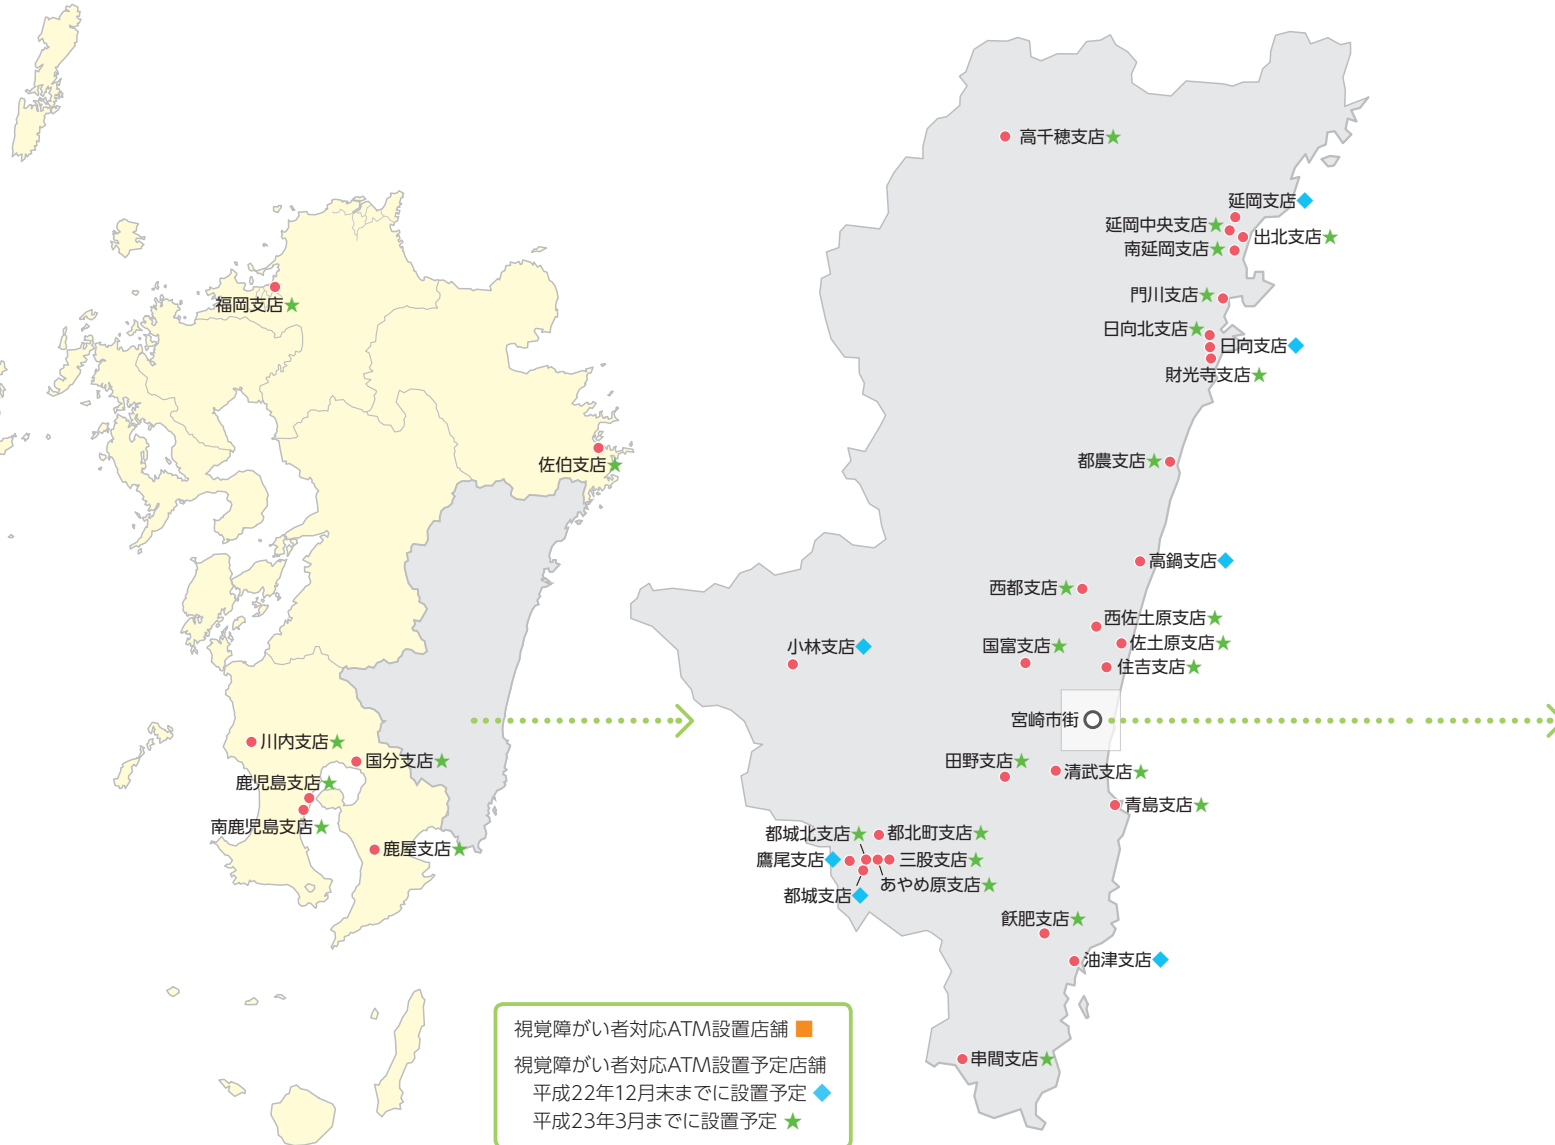 福岡支店★
佐伯支店★
川内支店★
国分支店★
鹿児島支店★
南鹿児島支店★
鹿屋支店★
高千穂支店★
延岡支店◆
延岡中央支店★
出北支店★
南延岡支店★
門川支店★
日向北支店★
日向支店◆
財光寺支店★
都農支店★
高鍋支店◆
西都支店★
西佐土原支店★
小林支店◆
国富支店★
佐土原支店★
住吉支店★
宮崎市街
田野支店★
清武支店★
青島支店★
都城北支店★
都北町支店★
鷹尾支店◆
三股支店★
あやめ原支店★
都城支店◆
飫肥支店★
油津支店◆
串間支店★
視覚障がい者対応ATM設置店舗 ■
視覚障がい者対応ATM設置予定店舗
平成22年12月末までに設置予定 ◆
平成23年3月までに設置予定 ★